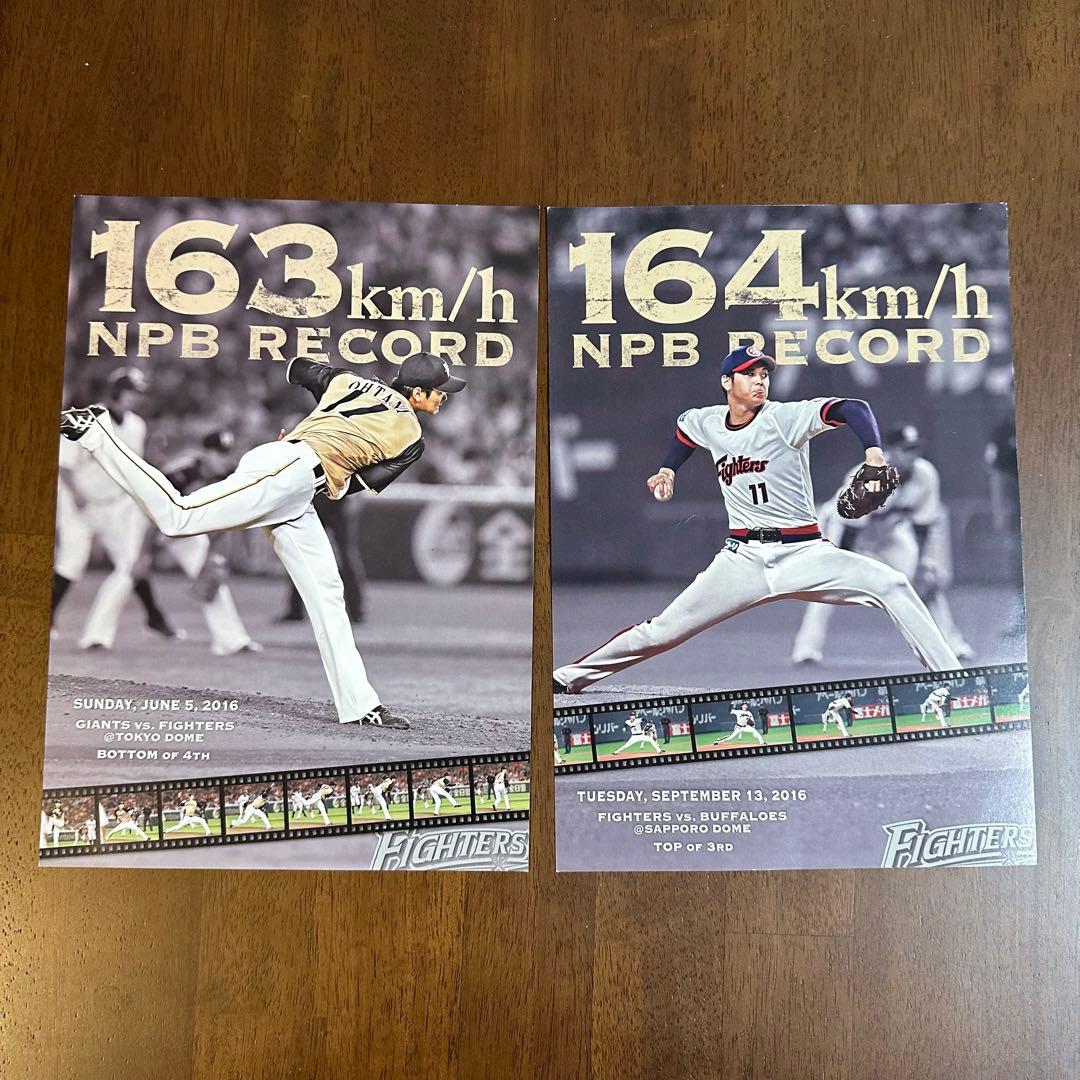 163km/h
NPB RECORD
OHTANI
11
SUNDAY, JUNE 5, 2016
GIANTS vs. FIGHTERS
@TOKYO DOME
BOTTOM OF 4TH
FIGHTERS
164km/h
NPB RECORD
Fighters
11
TUESDAY, SEPTEMBER 13, 2016
FIGHTERS vs. BUFFALOES
@SAPPORO DOME
TOP OF 3RD
FIGHTERS